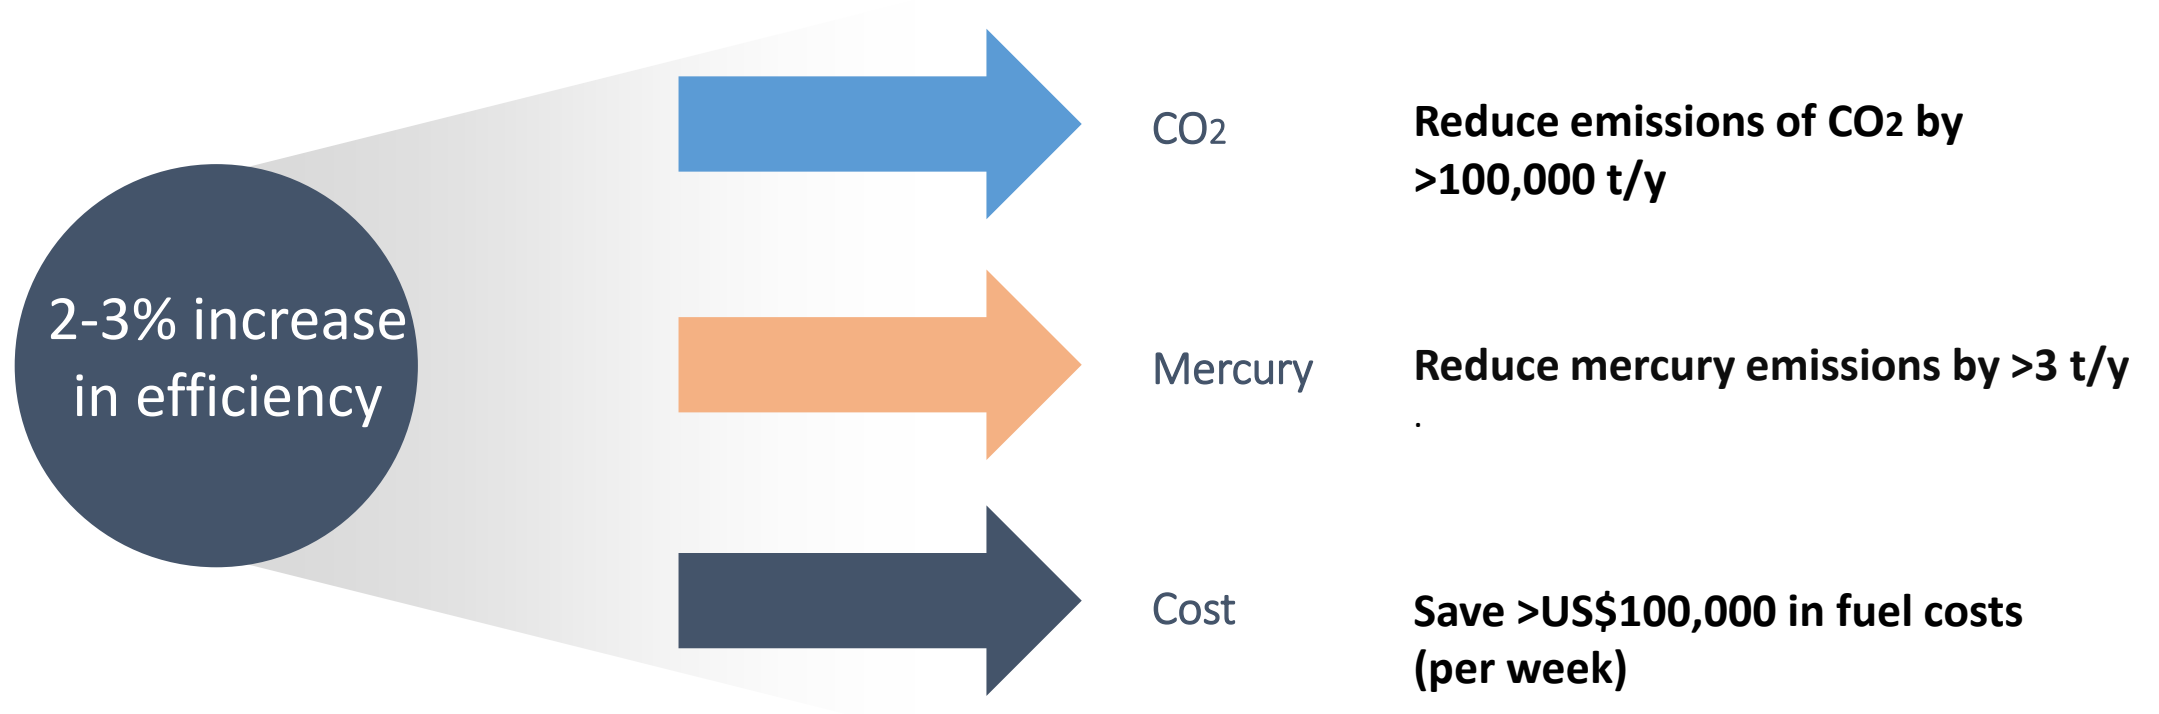 2-3% increase
in efficiency
CO2
Reduce emissions of CO2 by
>100,000 t/y
Mercury
Reduce mercury emissions by >3 t/y
.
Cost
Save >US$100,000 in fuel costs
(per week)